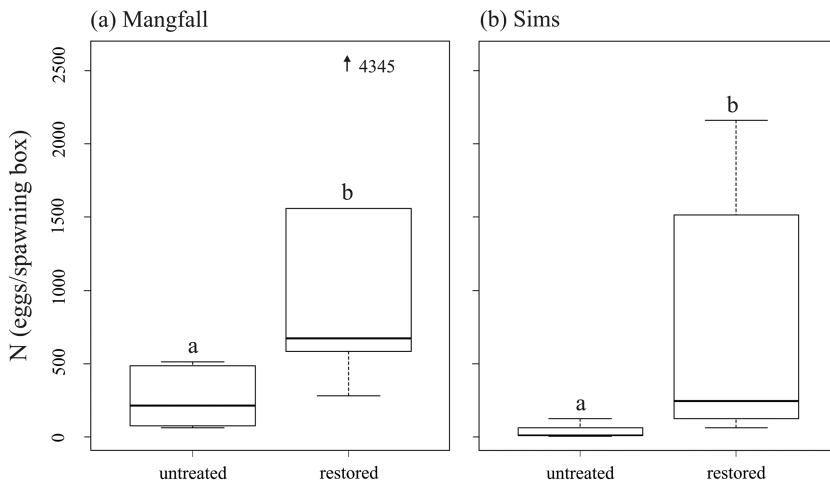 (a) Mangfall
(b) Sims
N (eggs/spawning box)
2500
2000
1500
1000
500
0
4345
a
b
a
b
untreated
restored
untreated
restored